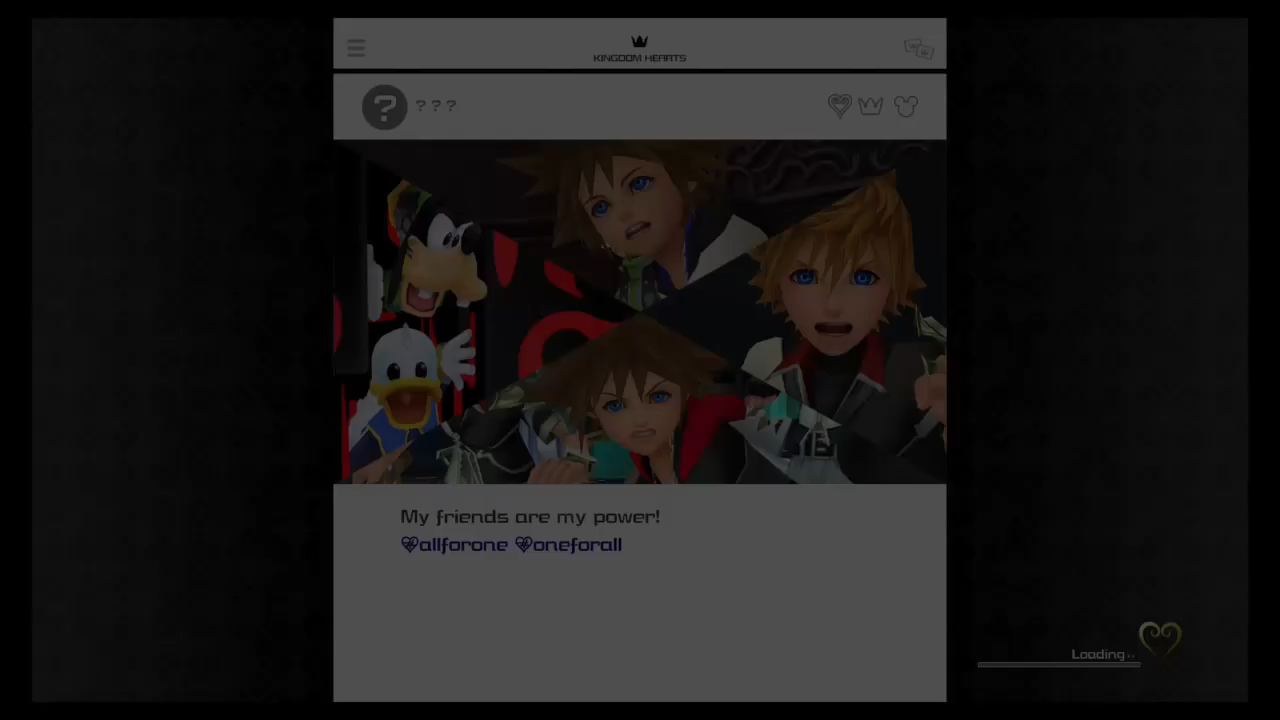 KINGDOM HEARTS
? ? ? ?
My friends are my power!
allforone oneforall
Loading..